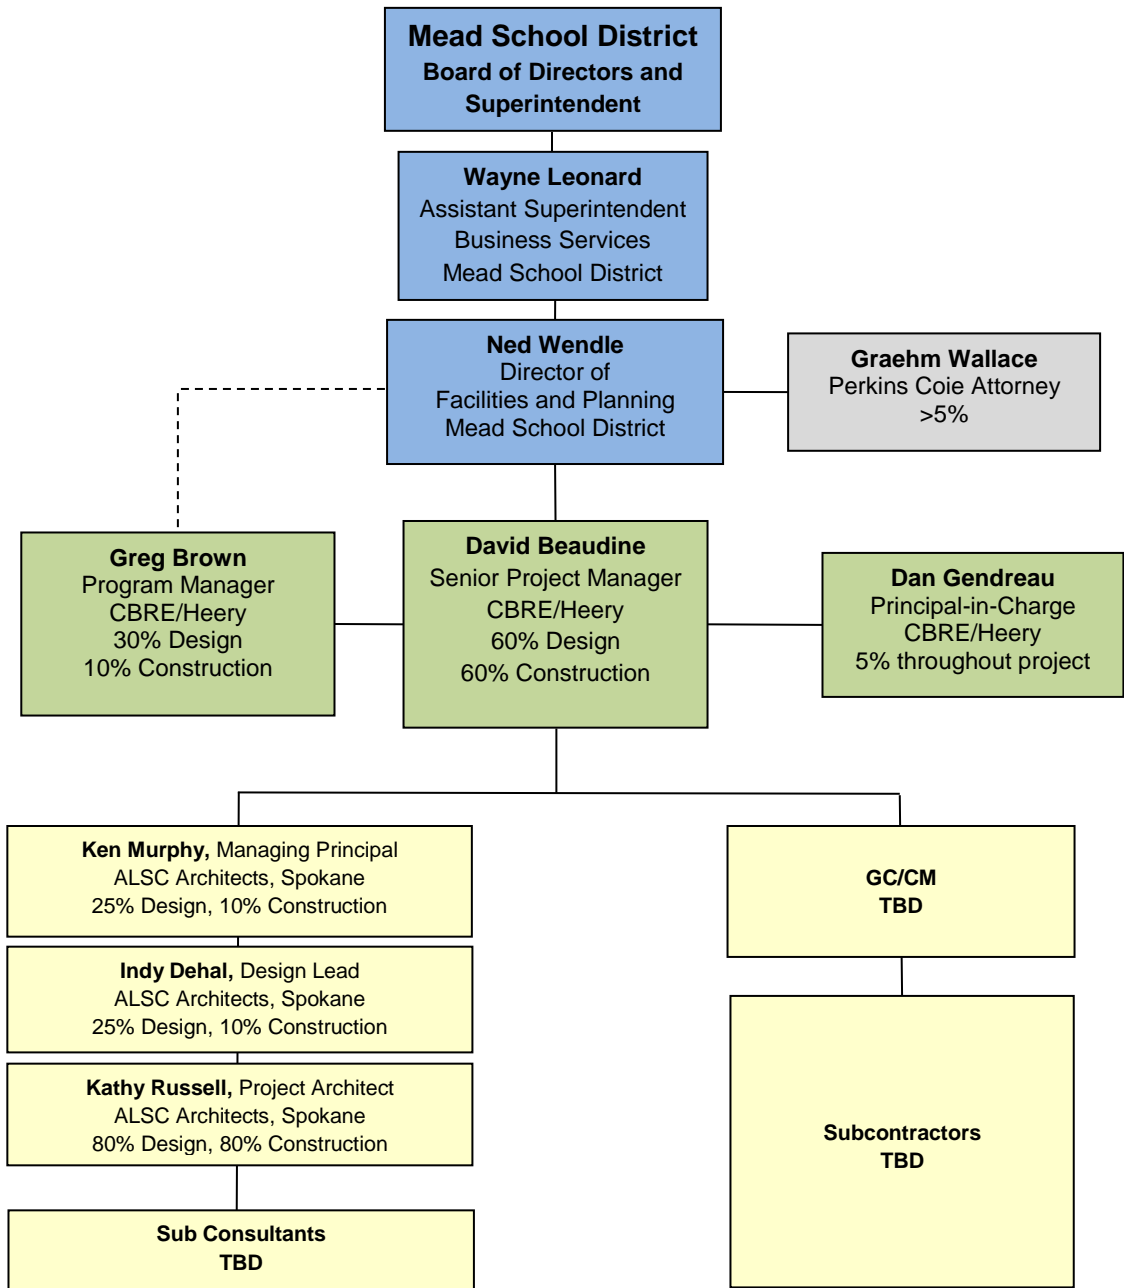 Mead School District
Board of Directors and
Superintendent
Wayne Leonard
Assistant Superintendent
Business Services
Mead School District
Ned Wendle
Director of
Facilities and Planning
Mead School District
Graehm Wallace
Perkins Coie Attorney
>5%
Greg Brown
Program Manager
CBRE/Heery
30% Design
10% Construction
David Beaudine
Senior Project Manager
CBRE/Heery
60% Design
60% Construction
Dan Gendreau
Principal-in-Charge
CBRE/Heery
5% throughout project
Ken Murphy, Managing Principal
ALSC Architects, Spokane
25% Design, 10% Construction
Indy Dehal, Design Lead
ALSC Architects, Spokane
25% Design, 10% Construction
Kathy Russell, Project Architect
ALSC Architects, Spokane
80% Design, 80% Construction
Sub Consultants
TBD
GC/CM
TBD
Subcontractors
TBD